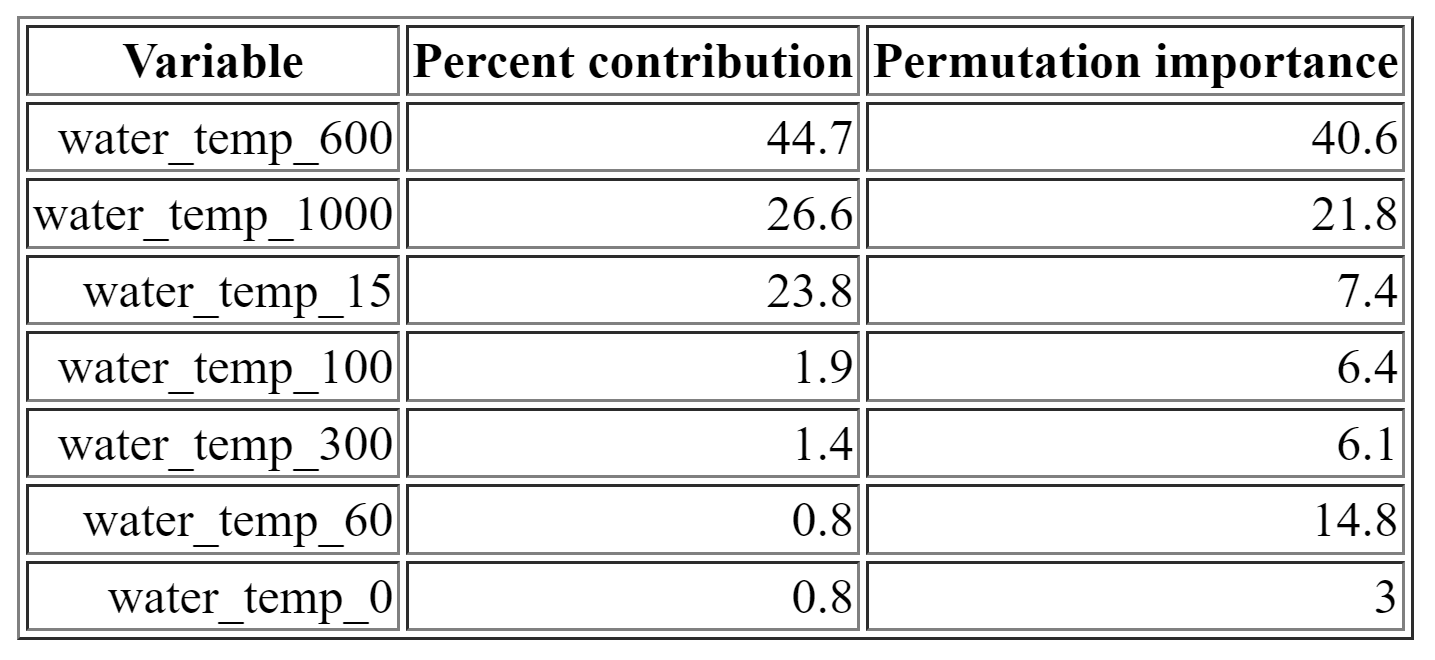 Variable Percent contribution Permutation importance
water_temp_600 44.7 40.6
water_temp_1000 26.6 21.8
water_temp_15 23.8 7.4
water_temp_100 1.9 6.4
water_temp_300 1.4 6.1
water_temp_60 0.8 14.8
water_temp_0 0.8 3